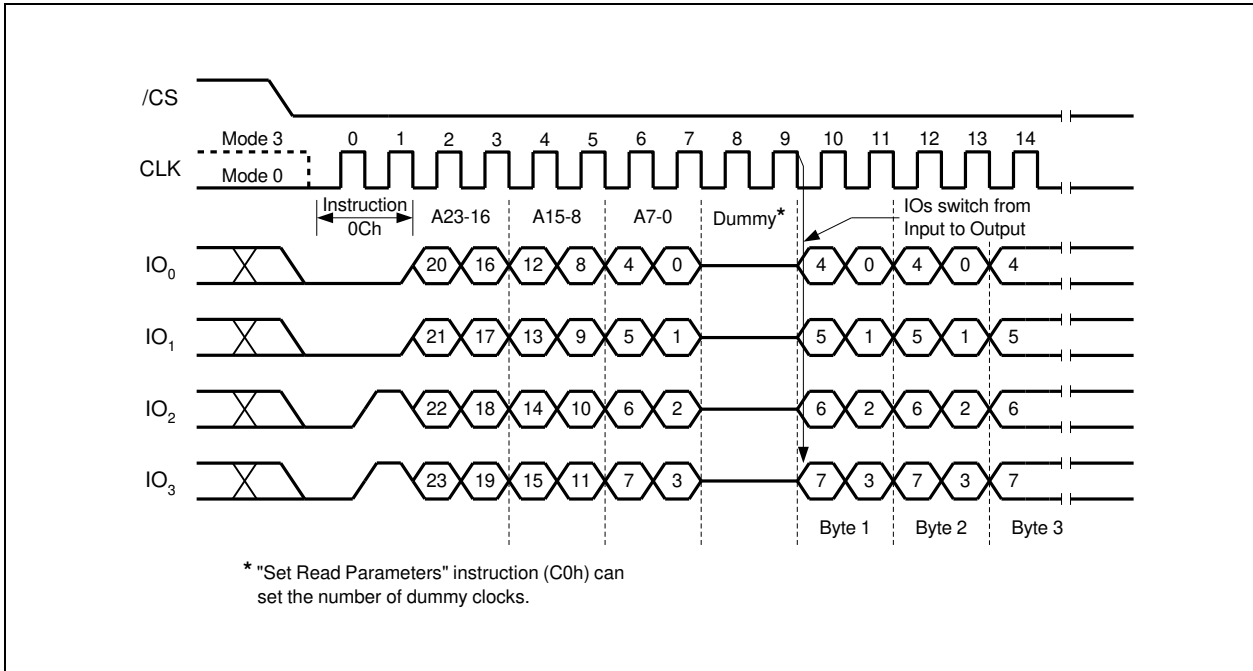 /CS
Mode 3 0 1 2 3 4 5 6 7 8 9 10 11 12 13 14
CLK
Mode 0
Instruction
0Ch
A23-16 A15-8 A7-0 Dummy*
IOs switch from
Input to Output
IO0 20 16 12 8 4 0 4 0 4 0 4
IO1 21 17 13 9 5 1 5 1 5 1 5
IO2 22 18 14 10 6 2 6 2 6 2 6
IO3 23 19 15 11 7 3 7 3 7 3 7
Byte 1 Byte 2 Byte 3
* "Set Read Parameters" instruction (C0h) can
set the number of dummy clocks.